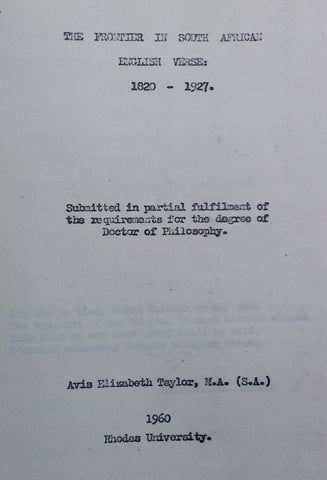 THE FRONTIER IN SOUTH AFRICAN
ENGLISH VERSE:
1820 - 1927.
Submitted in partial fulfilment of
the requirements for the degree of
Doctor of Philosophy.
Avis Elizabeth Taylor, M.A. (S.A.)
1960
Rhodes University.